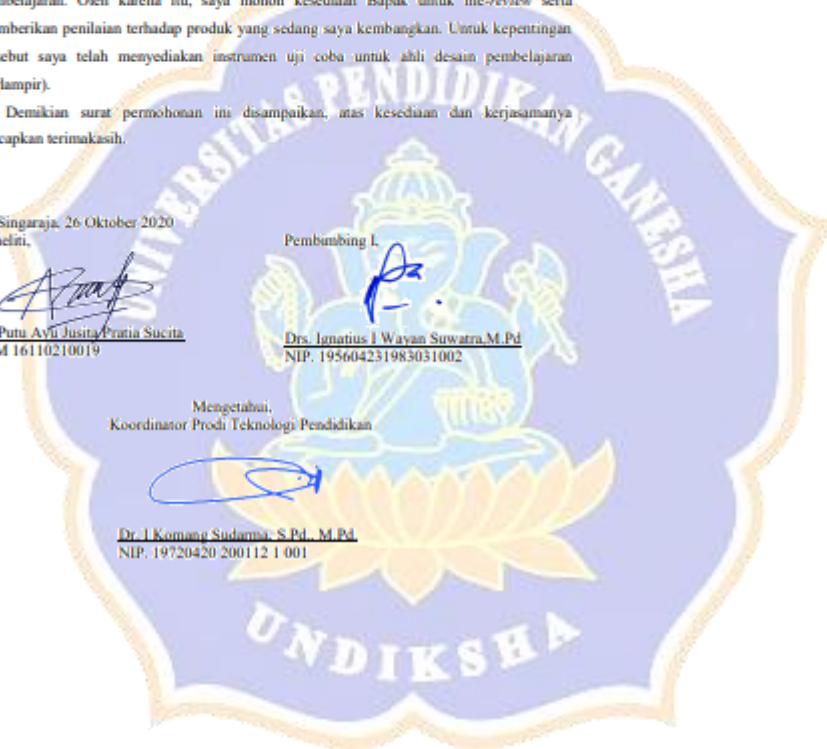 mbelajaran. Oleh karena itu, saya mohon kesediaan Bapak untuk me-review serta
mberikan penilaian terhadap produk yang sedang saya kembangkan. Untuk kepentingan
sebut saya telah menyediakan instrumen uji coba untuk ahli desain pembelajaran
lampir).
Demikian surat permohonan ini disampaikan, atas kesediaan dan kerjasamanya
capkan terimakasih.
Singaraja, 26 Oktober 2020
eliti,
Pembimbing I,
Putu Ayu Jusita Pratia Sucita
M 16110210019
Drs. Ignatius I Wayan Suwatra,M.Pd
NIP. 195604231983031002
Mengetahui,
Koordinator Prodi Teknologi Pendidikan
Dr. I Komang Sudarma, S.Pd., M.Pd.
NIP. 19720420 200112 1 001
UNIVERSITAS PENDIDIKAN GANESHA
UNDIKSHA